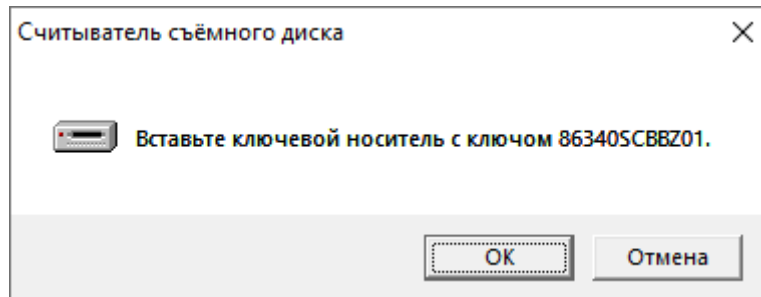 Считыватель съёмного диска
Вставьте ключевой носитель с ключом 86340SCBBZ01.
OK
Отмена